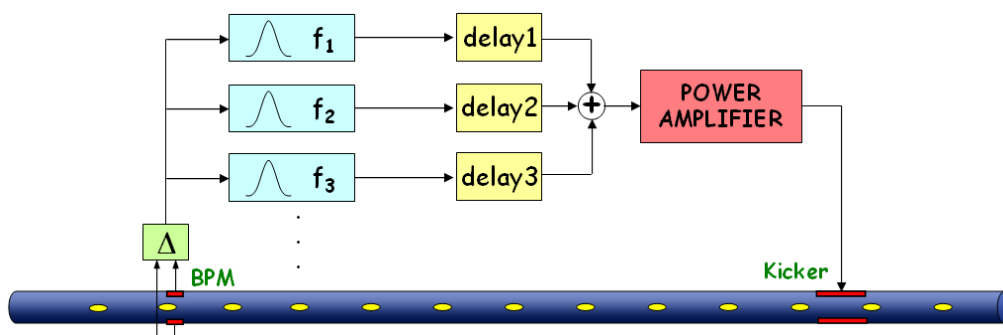 f1
delay1
f2
delay2
+
POWER
AMPLIFIER
f3
delay3
Δ
BPM
Kicker